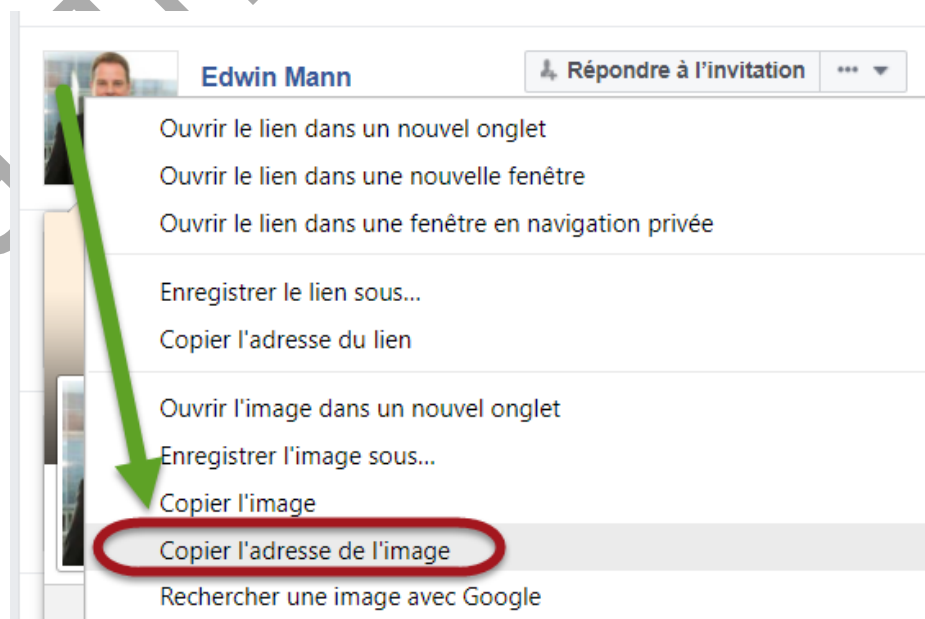 Edwin Mann
Répondre à l’invitation
Ouvrir le lien dans un nouvel onglet
Ouvrir le lien dans une nouvelle fenêtre
Ouvrir le lien dans une fenêtre en navigation privée
Enregistrer le lien sous...
Copier l'adresse du lien
Ouvrir l'image dans un nouvel onglet
Enregistrer l'image sous...
Copier l'image
Copier l'adresse de l'image
Rechercher une image avec Google